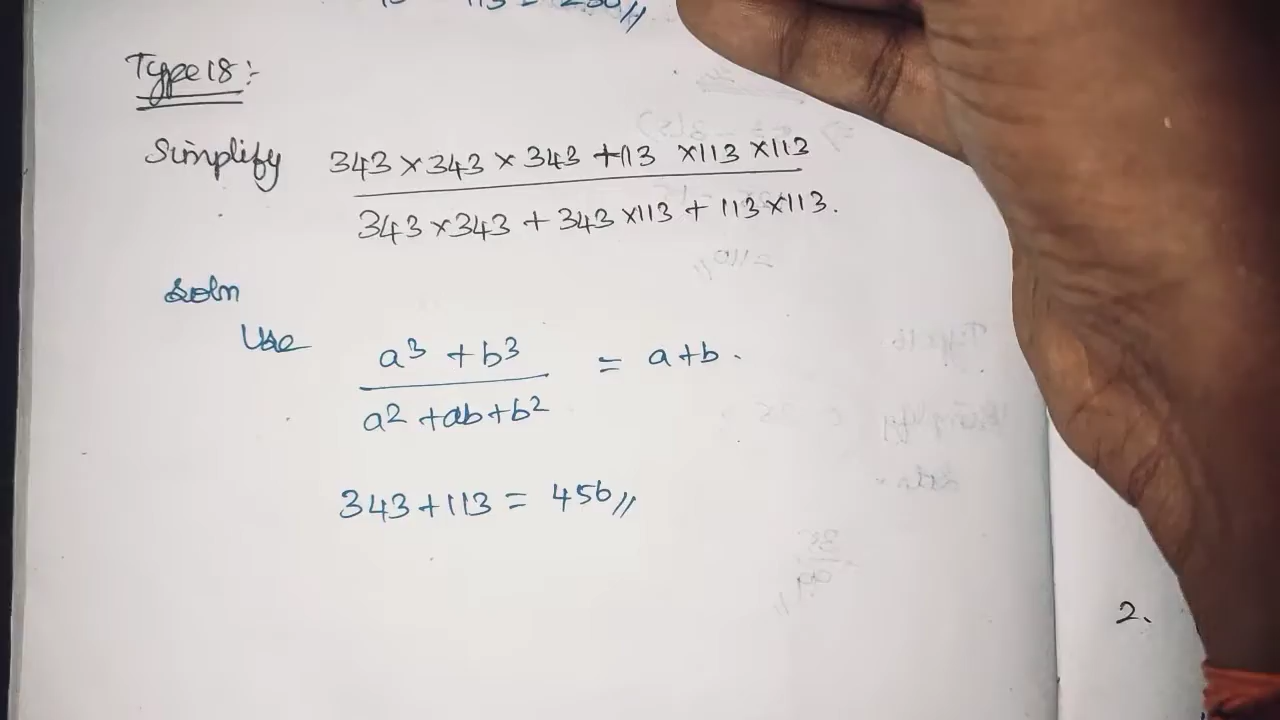 Type 18 :-
Simplify 343 × 343 × 343 + 113 × 113 × 113
343 × 343 + 343 × 113 + 113 × 113.
Soln
Use a³ + b³ = a + b.
a² + ab + b²
343 + 113 = 456 //
2.